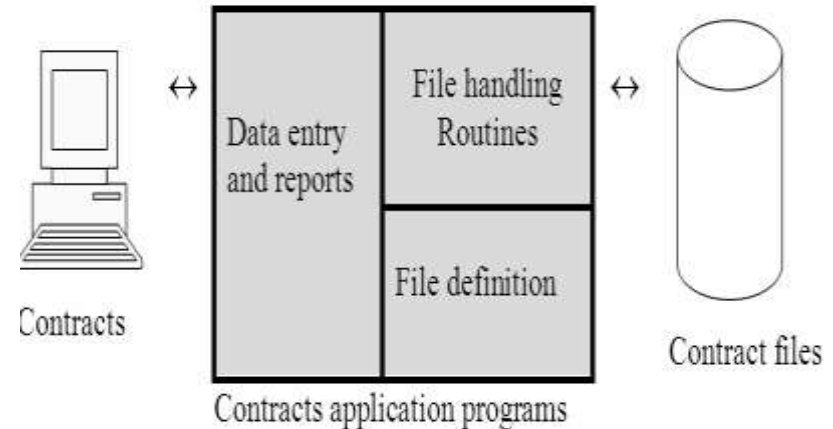 File handling
Routines
Data entry
and reports
File definition
Contracts
Contract files
Contracts application programs